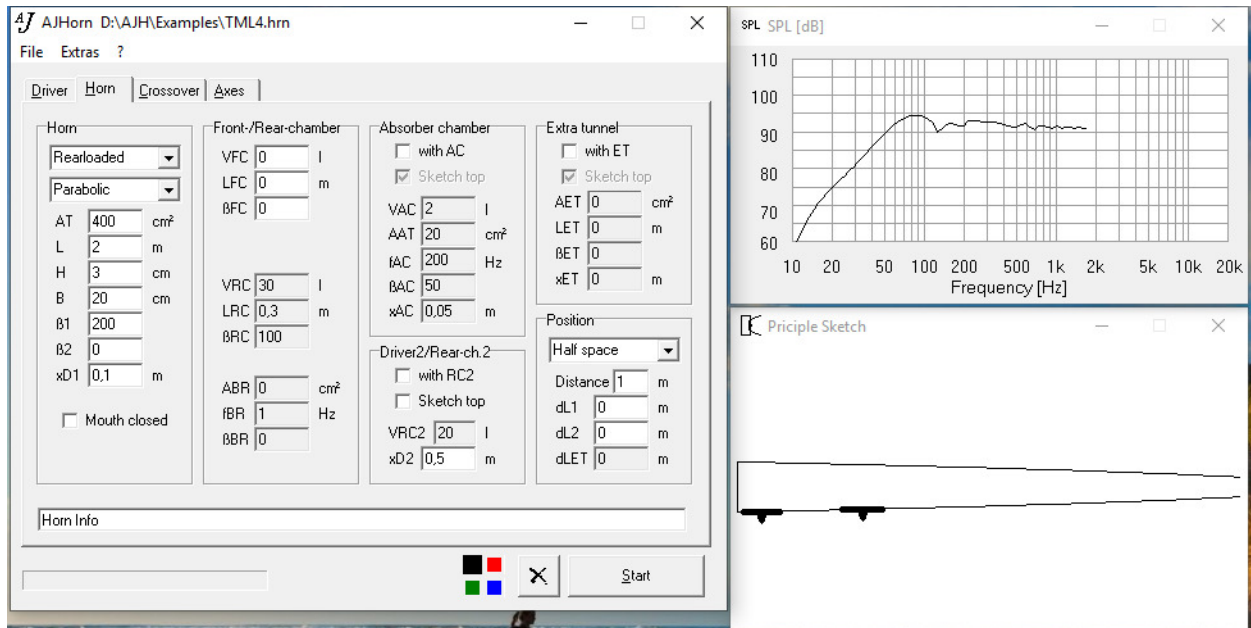 AJ AJHorn D:\AJH\Examples\TML4.hrn
File Extras ?
Driver Horn Crossover Axes
Horn
Rearloaded
Parabolic
AT 400 cm²
L 2 m
H 3 cm
B 20 cm
ß1 200
ß2 0
xD1 0,1 m
Mouth closed
Front-/Rear-chamber
VFC 0 l
LFC 0 m
ßFC 0
VRC 30 l
LRC 0,3 m
ßRC 100
ABR 0 cm²
fBR 1 Hz
ßBR 0
Absorber chamber
with AC
Sketch top
VAC 2 l
AAT 20 cm²
fAC 200 Hz
ßAC 50
xAC 0,05 m
Driver2/Rear-ch.2
with RC2
Sketch top
VRC2 20 l
xD2 0,5 m
Extra tunnel
with ET
Sketch top
AET 0 cm²
LET 0 m
ßET 0
xET 0 m
Position
Half space
Distance 1 m
dL1 0 m
dL2 0 m
dLET 0 m
Horn Info
Start
SPL SPL [dB]
110
100
90
80
70
60
10 20 50 100 200 500 1k 2k 5k 10k 20k
Frequency [Hz]
Priciple Sketch